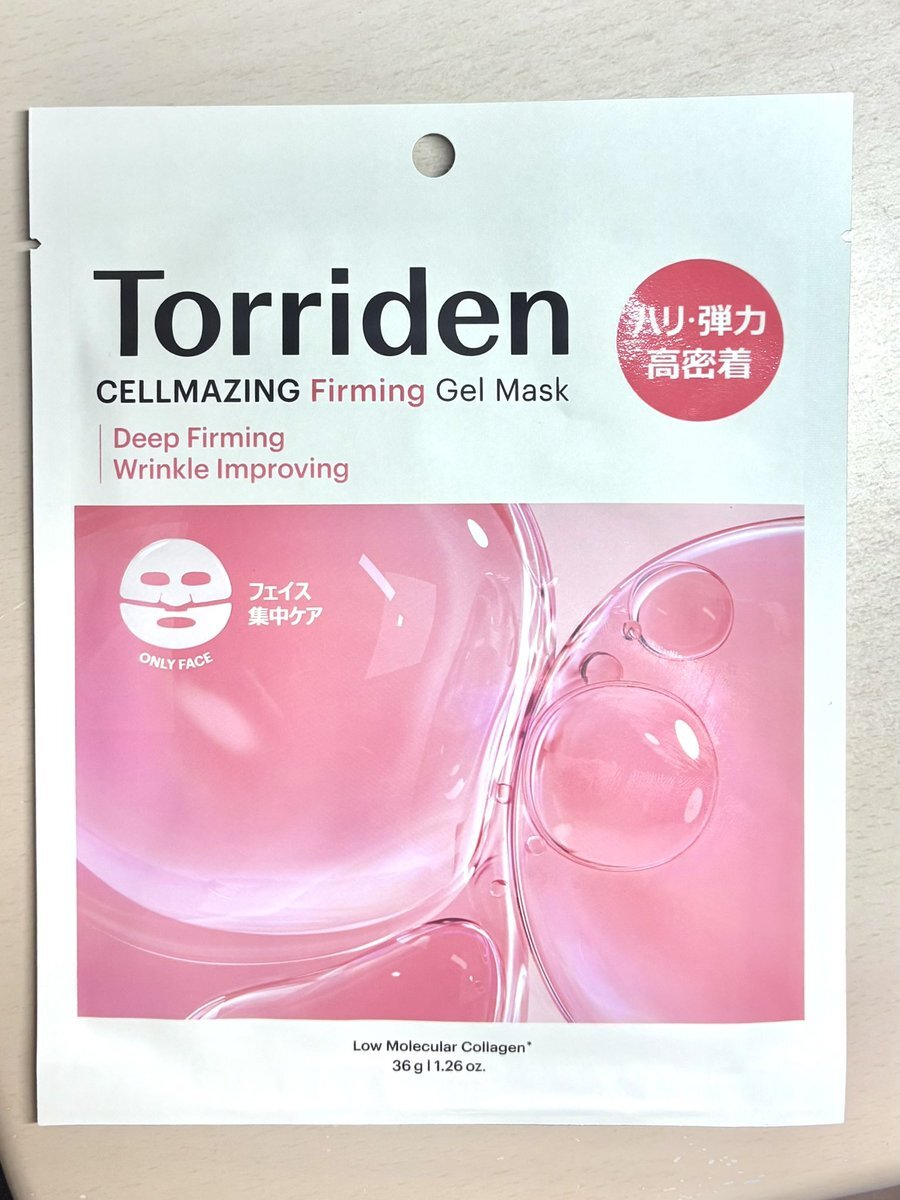 Torriden
CELLMAZING Firming Gel Mask
Deep Firming
Wrinkle Improving
ハリ・弾力
高密着
フェイス
集中ケア
ONLY FACE
Low Molecular Collagen*
36 g | 1.26 oz.